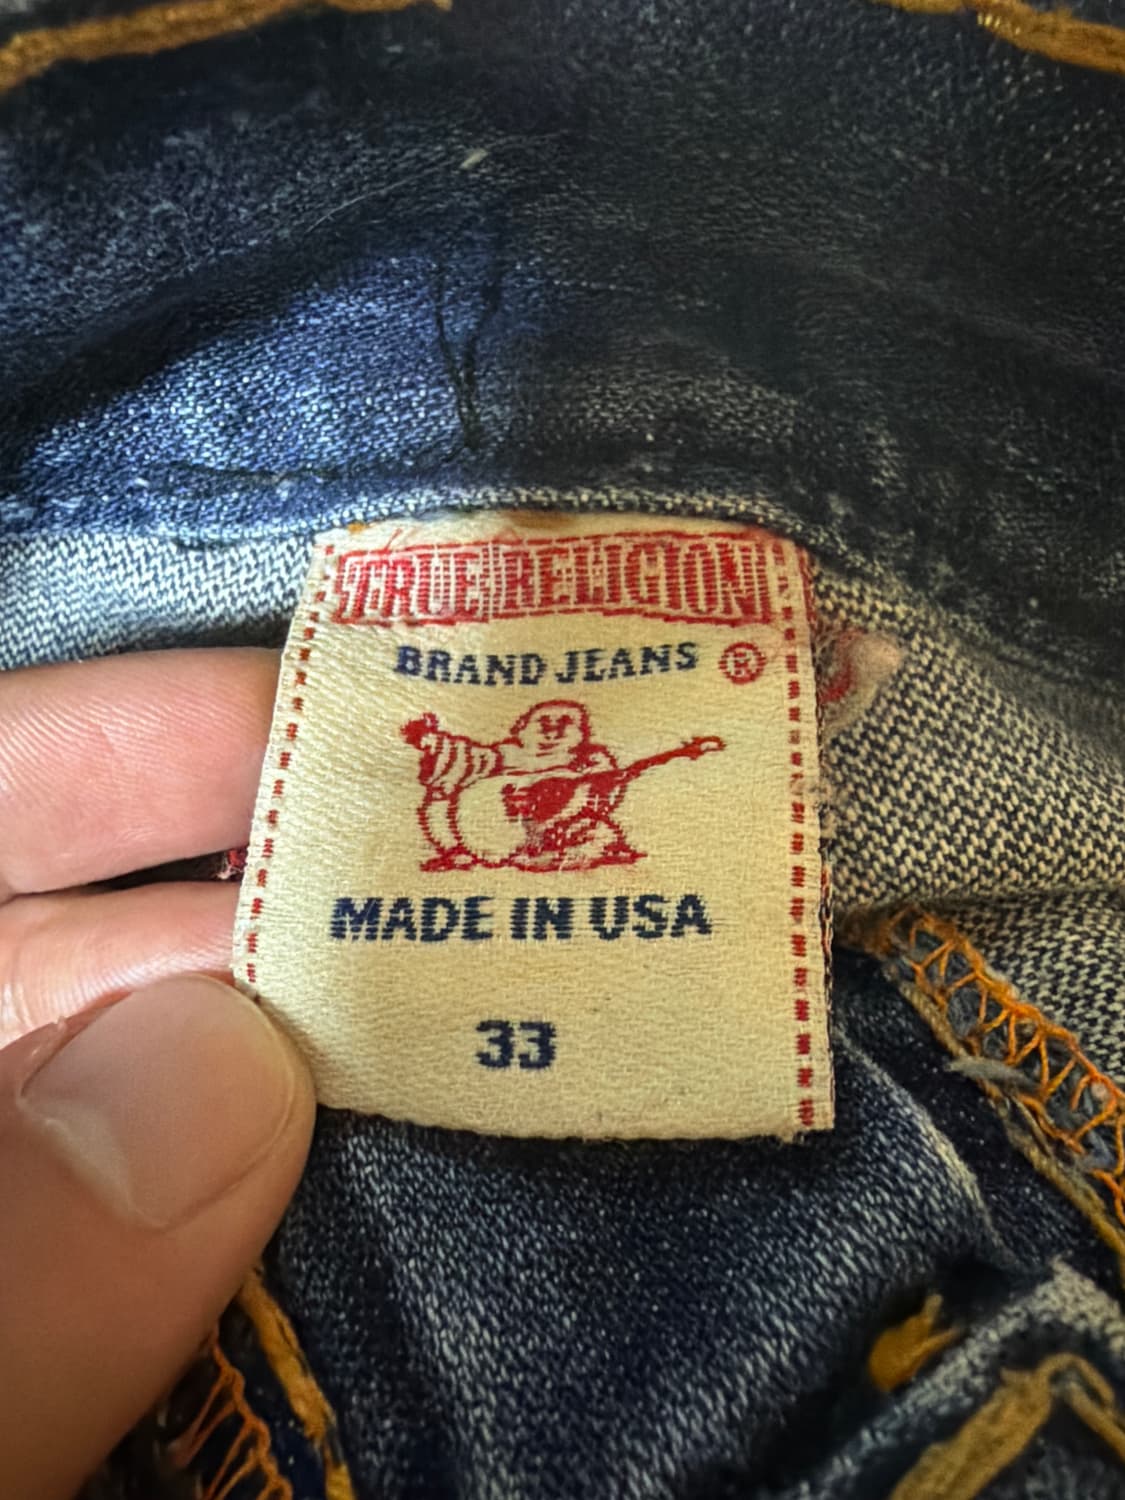 TRUE RELIGION
BRAND JEANS ®
MADE IN USA
33